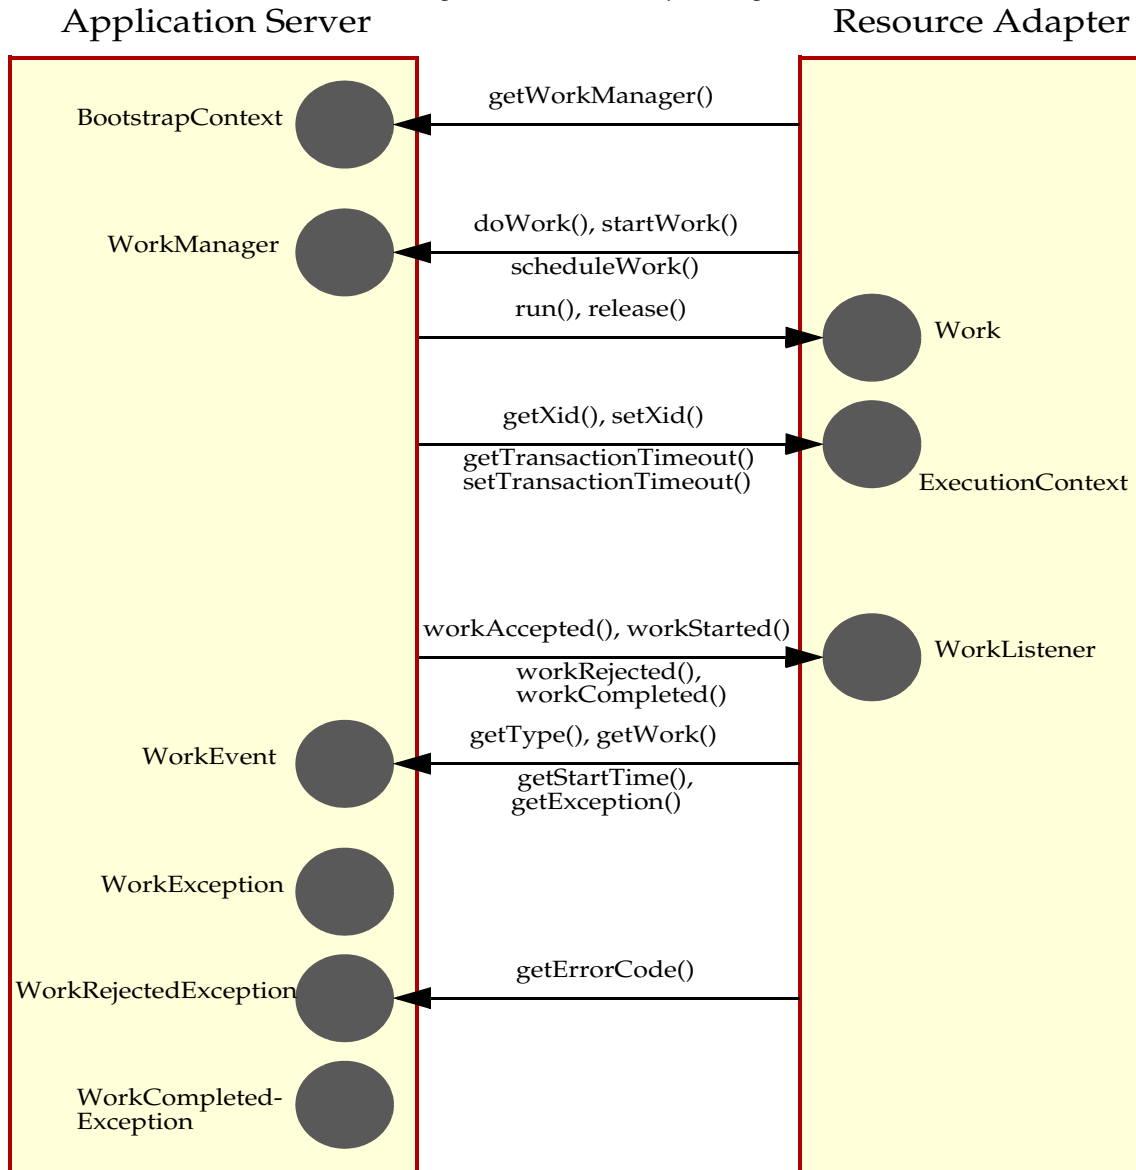 Application Server
Resource Adapter
getWorkManager()
BootstrapContext
doWork(), startWork()
WorkManager
scheduleWork()
run(), release()
Work
getXid(), setXid()
getTransactionTimeout()
setTransactionTimeout()
ExecutionContext
workAccepted(), workStarted()
WorkListener
workRejected(),
workCompleted()
getType(), getWork()
WorkEvent
getStartTime(),
getException()
WorkException
getErrorCode()
WorkRejectedException
WorkCompleted-
Exception